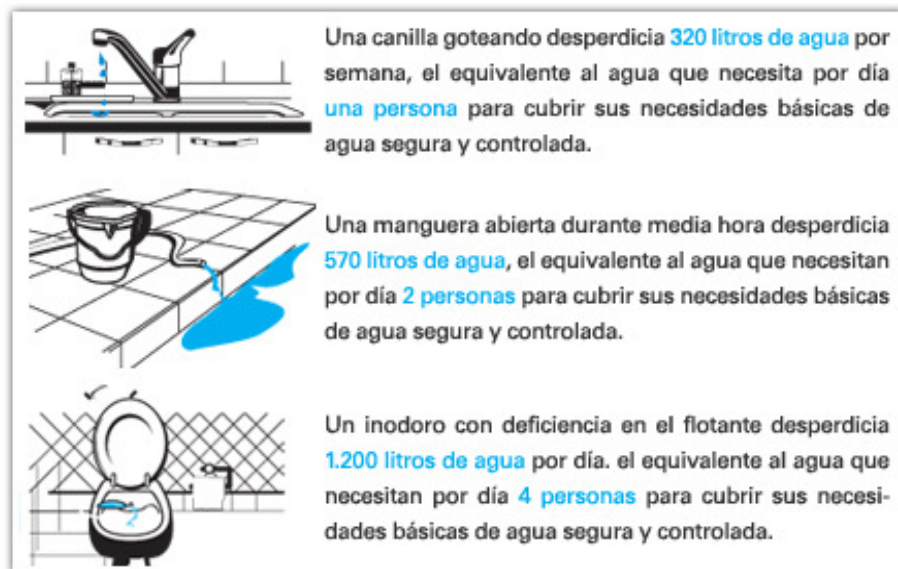 Una canilla goteando desperdicia 320 litros de agua por
semana, el equivalente al agua que necesita por día
una persona para cubrir sus necesidades básicas de
agua segura y controlada.
Una manguera abierta durante media hora desperdicia
570 litros de agua, el equivalente al agua que necesitan
por día 2 personas para cubrir sus necesidades básicas
de agua segura y controlada.
Un inodoro con deficiencia en el flotante desperdicia
1.200 litros de agua por día. el equivalente al agua que
necesitan por día 4 personas para cubrir sus necesi-
dades básicas de agua segura y controlada.